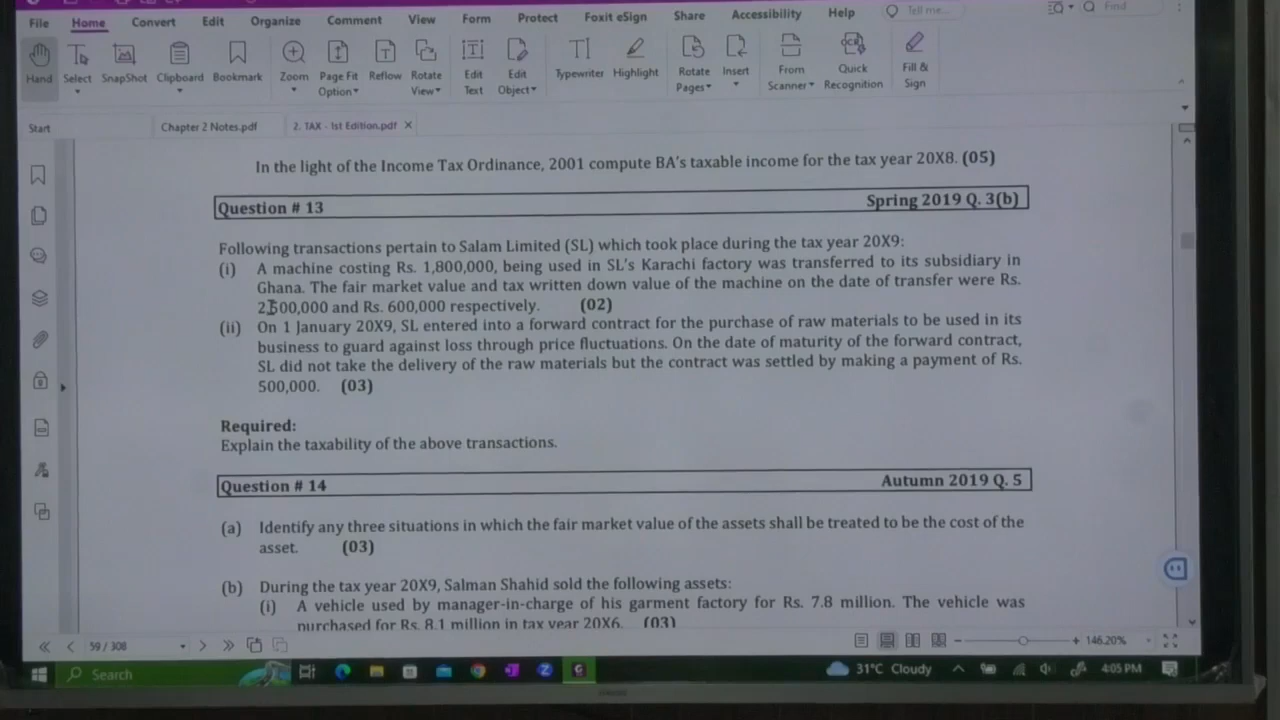 File Home Convert Edit Organize Comment View Form Protect Foxit eSign Share Accessibility Help Tell me... Find
Hand Select SnapShot Clipboard Bookmark Zoom Page Fit Option Reflow Rotate View Edit Text Edit Object Typewriter Highlight Rotate Pages Insert From Scanner Quick Recognition Fill & Sign
Start Chapter 2 Notes.pdf 2. TAX - 1st Edition.pdf
In the light of the Income Tax Ordinance, 2001 compute BA's taxable income for the tax year 20X8. (05)
Question # 13 Spring 2019 Q. 3(b)
Following transactions pertain to Salam Limited (SL) which took place during the tax year 20X9:
(i) A machine costing Rs. 1,800,000, being used in SL's Karachi factory was transferred to its subsidiary in
Ghana. The fair market value and tax written down value of the machine on the date of transfer were Rs.
2,500,000 and Rs. 600,000 respectively. (02)
(ii) On 1 January 20X9, SL entered into a forward contract for the purchase of raw materials to be used in its
business to guard against loss through price fluctuations. On the date of maturity of the forward contract,
SL did not take the delivery of the raw materials but the contract was settled by making a payment of Rs.
500,000. (03)
Required:
Explain the taxability of the above transactions.
Question # 14 Autumn 2019 Q. 5
(a) Identify any three situations in which the fair market value of the assets shall be treated to be the cost of the
asset. (03)
(b) During the tax year 20X9, Salman Shahid sold the following assets:
(i) A vehicle used by manager-in-charge of his garment factory for Rs. 7.8 million. The vehicle was
purchased for Rs. 8.1 million in tax year 20X6. (03)
59 / 308 146.20%
Search 31°C Cloudy 4:05 PM